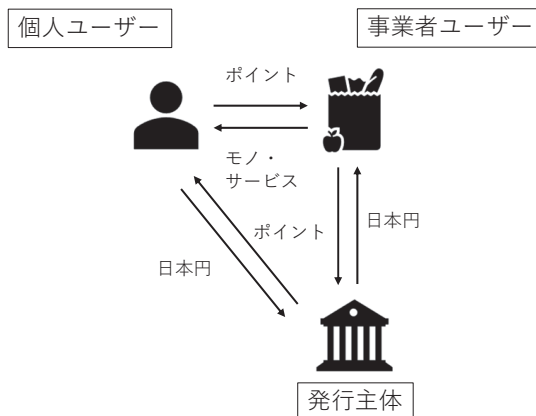 個人ユーザー
事業者ユーザー
ポイント
モノ・
サービス
ポイント
日本円
日本円
発行主体